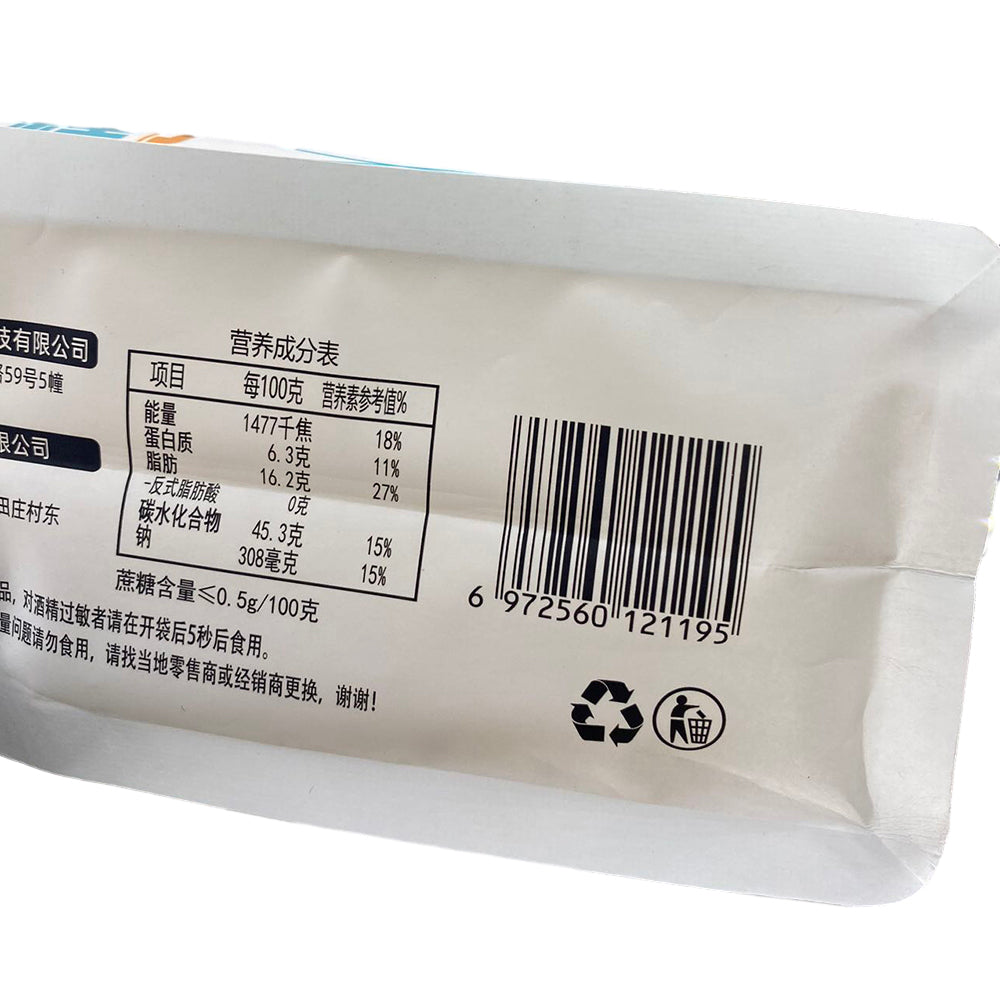 技有限公司
59号5幢
限公司
田庄村东
营养成分表
项目 每100克 营养素参考值%
能量 1477千焦 18%
蛋白质 6.3克 11%
脂肪 16.2克 27%
-反式脂肪酸 0克
碳水化合物 45.3克 15%
钠 308毫克 15%
蔗糖含量≤0.5g/100克
品，对酒精过敏者请在开袋后5秒后食用。
量问题请勿食用，请找当地零售商或经销商更换，谢谢！
6 972560 121195